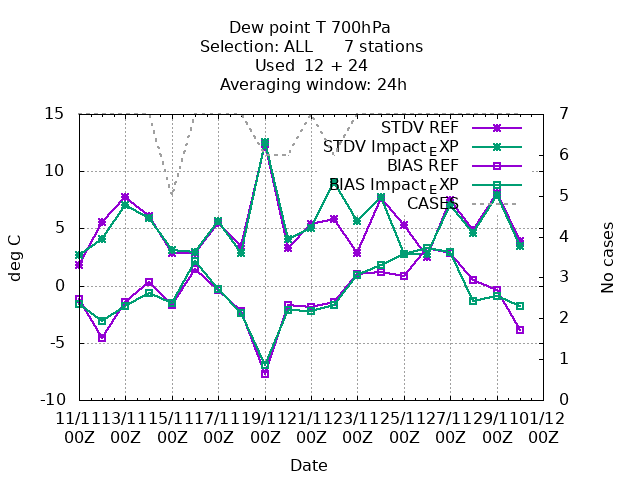 Dew point T 700hPa
Selection: ALL 7 stations
Used 12 + 24
Averaging window: 24h
15 7
STDV REF
STDV Impact_EXP
6
10
BIAS REF
BIAS Impact_EXP
5
CASES
5
4
deg C
No cases
0
3
2
-5
1
-10 0
11/11 13/11 15/11 17/11 19/11 21/11 23/11 25/11 27/11 29/11 01/12
00Z 00Z 00Z 00Z 00Z 00Z 00Z 00Z 00Z 00Z 00Z
Date